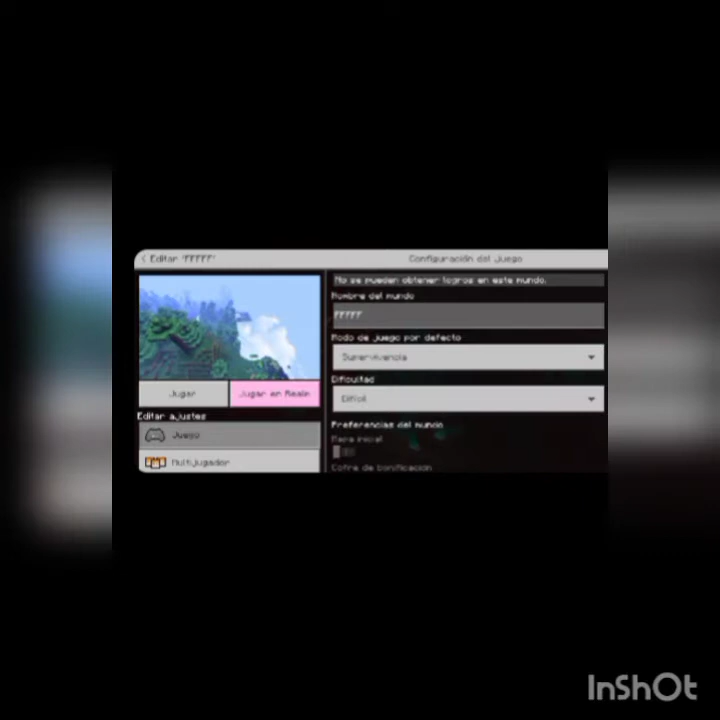 < Editar 'FFFFF'
Configuración del Juego
No se pueden obtener logros en este mundo.
Nombre del mundo
FFFFF
Modo de juego por defecto
Supervivencia
Dificultad
Difícil
Jugar
Jugar en Realm
Editar ajustes
Juego
Multijugador
Preferencias del mundo
Mapa inicial
Cofre de bonificación
InShOt